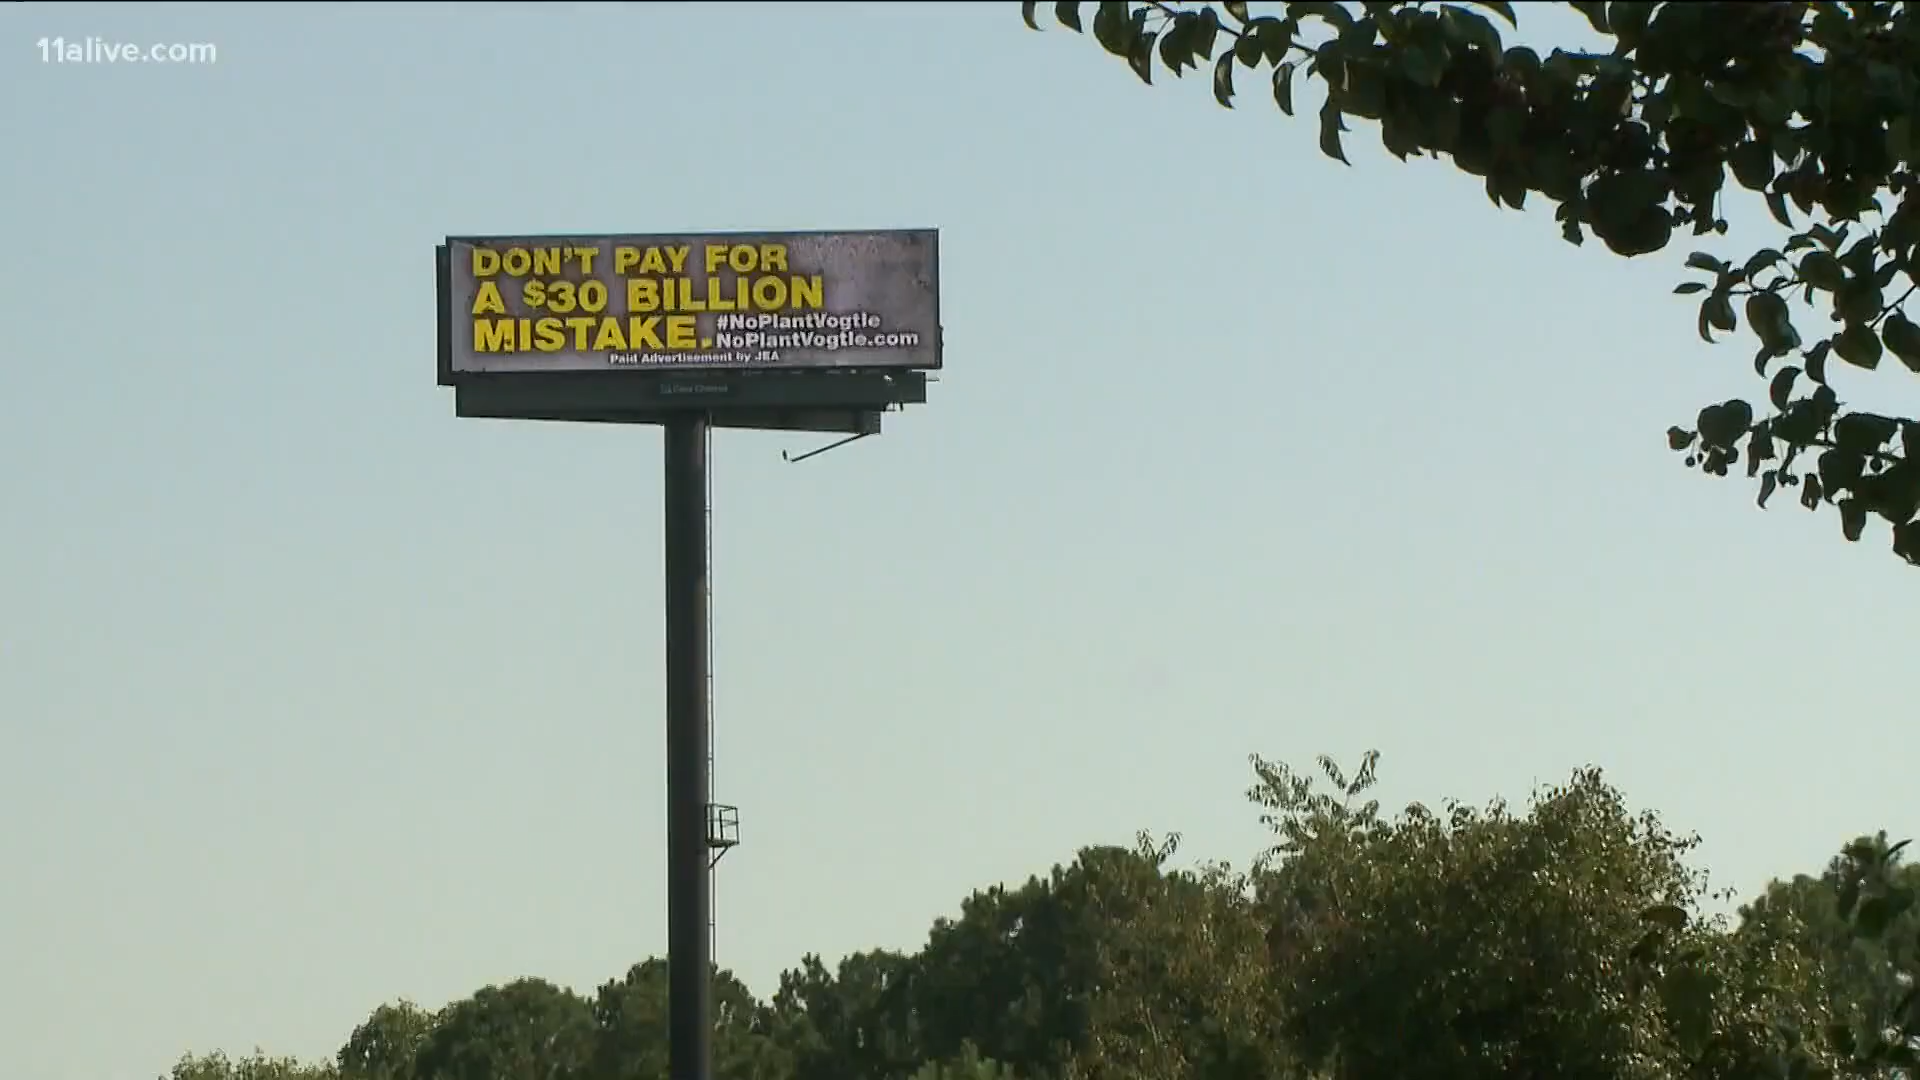 11alive.com
DON'T PAY FOR
A $30 BILLION
MISTAKE.
#NoPlantVogtle
NoPlantVogtle.com
Paid Advertisement by JEA